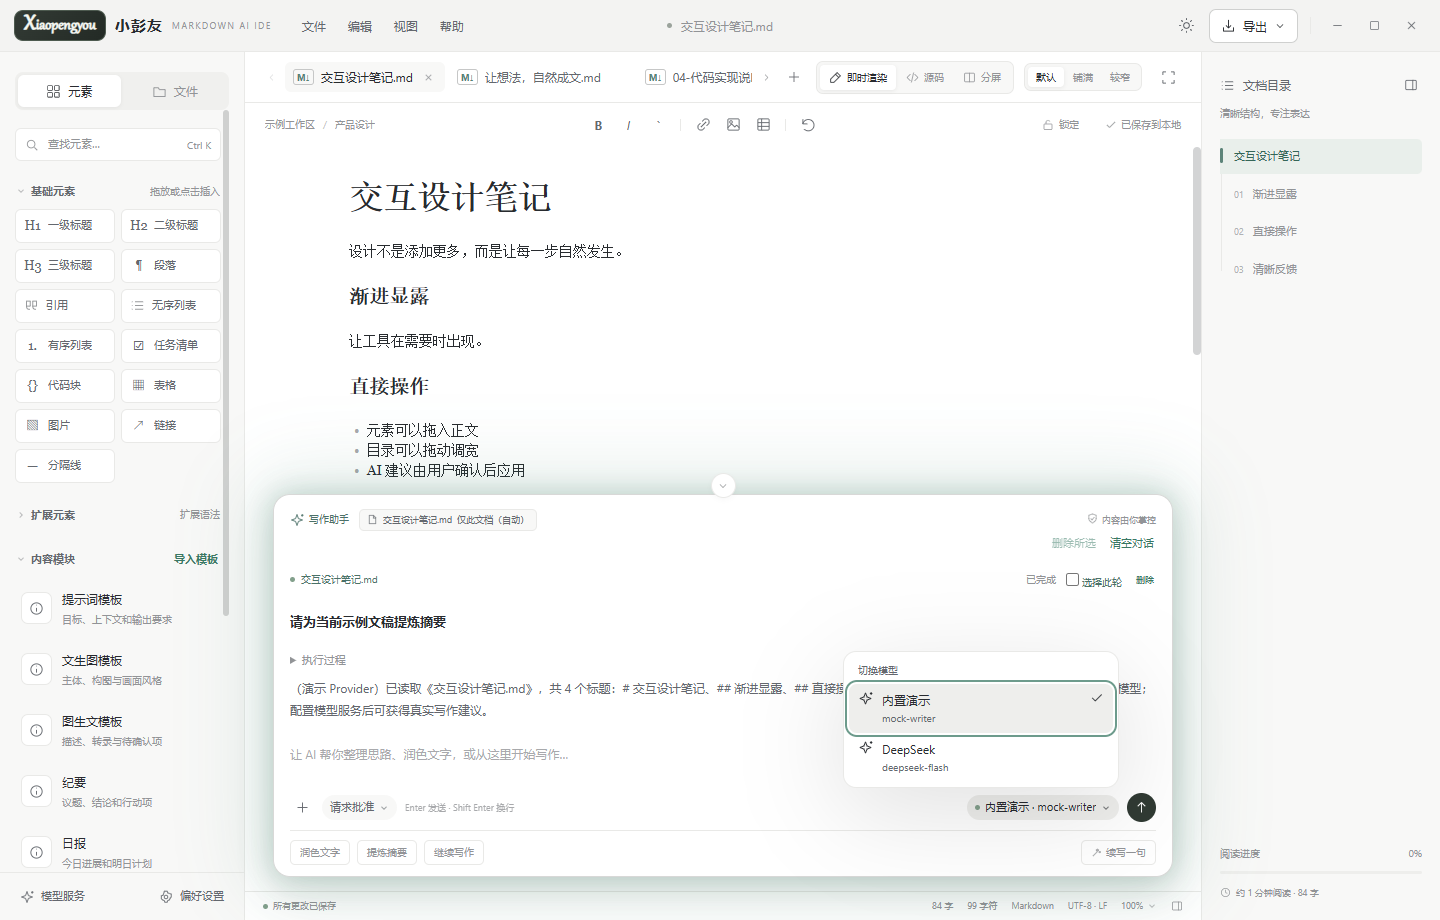 Xiaopengyou 小彭友 MARKDOWN AI IDE 文件 编辑 视图 帮助
交互设计笔记.md
导出
元素 文件
查找元素... Ctrl K
基础元素 拖放或点击插入
H1 一级标题 H2 二级标题
H3 三级标题 ¶ 段落
引用 无序列表
1. 有序列表 任务清单
{} 代码块 表格
图片 链接
分隔线
扩展元素 扩展语法
内容模块 导入模板
提示词模板
目标、上下文和输出要求
文生图模板
主体、构图与画面风格
图生文模板
描述、转录与待确认项
纪要
议题、结论和行动项
日报
今日进展和明日计划
模型服务 偏好设置
M↓ 交互设计笔记.md × M↓ 让想法，自然成文.md M↓ 04-代码实现说
即时渲染 </> 源码 分屏 默认 铺满 较窄
示例工作区 / 产品设计
B I `
锁定 已保存到本地
交互设计笔记
设计不是添加更多，而是让每一步自然发生。
渐进显露
让工具在需要时出现。
直接操作
• 元素可以拖入正文
• 目录可以拖动调宽
• AI 建议由用户确认后应用
写作助手 交互设计笔记.md 仅此文档（自动） 内容由你掌控
删除所选 清空对话
交互设计笔记.md 已完成 选择此轮 删除
请为当前示例文稿提炼摘要
执行过程
（演示 Provider）已读取《交互设计笔记.md》，共 4 个标题：# 交互设计笔记、## 渐进显露、## 直接 模型；
配置模型服务后可获得真实写作建议。
让 AI 帮你整理思路、润色文字，或从这里开始写作...
切换模型
内置演示
mock-writer
DeepSeek
deepseek-flash
请求批准 Enter 发送 · Shift Enter 换行
内置演示 · mock-writer
润色文字 提炼摘要 继续写作 续写一句
所有更改已保存 84 字 99 字符 Markdown UTF-8 · LF 100%
文档目录
清晰结构，专注表达
交互设计笔记
01 渐进显露
02 直接操作
03 清晰反馈
阅读进度 0%
约 1 分钟阅读 · 84 字